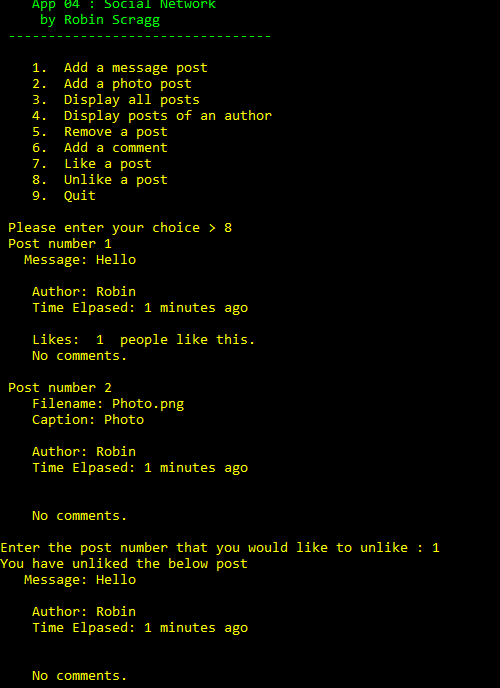 App 04 : Social Network
by Robin Scragg
---------------------------------
1. Add a message post
2. Add a photo post
3. Display all posts
4. Display posts of an author
5. Remove a post
6. Add a comment
7. Like a post
8. Unlike a post
9. Quit
Please enter your choice > 8
Post number 1
Message: Hello
Author: Robin
Time Elpased: 1 minutes ago
Likes:  1  people like this.
No comments.
Post number 2
Filename: Photo.png
Caption: Photo
Author: Robin
Time Elpased: 1 minutes ago
No comments.
Enter the post number that you would like to unlike : 1
You have unliked the below post
Message: Hello
Author: Robin
Time Elpased: 1 minutes ago
No comments.